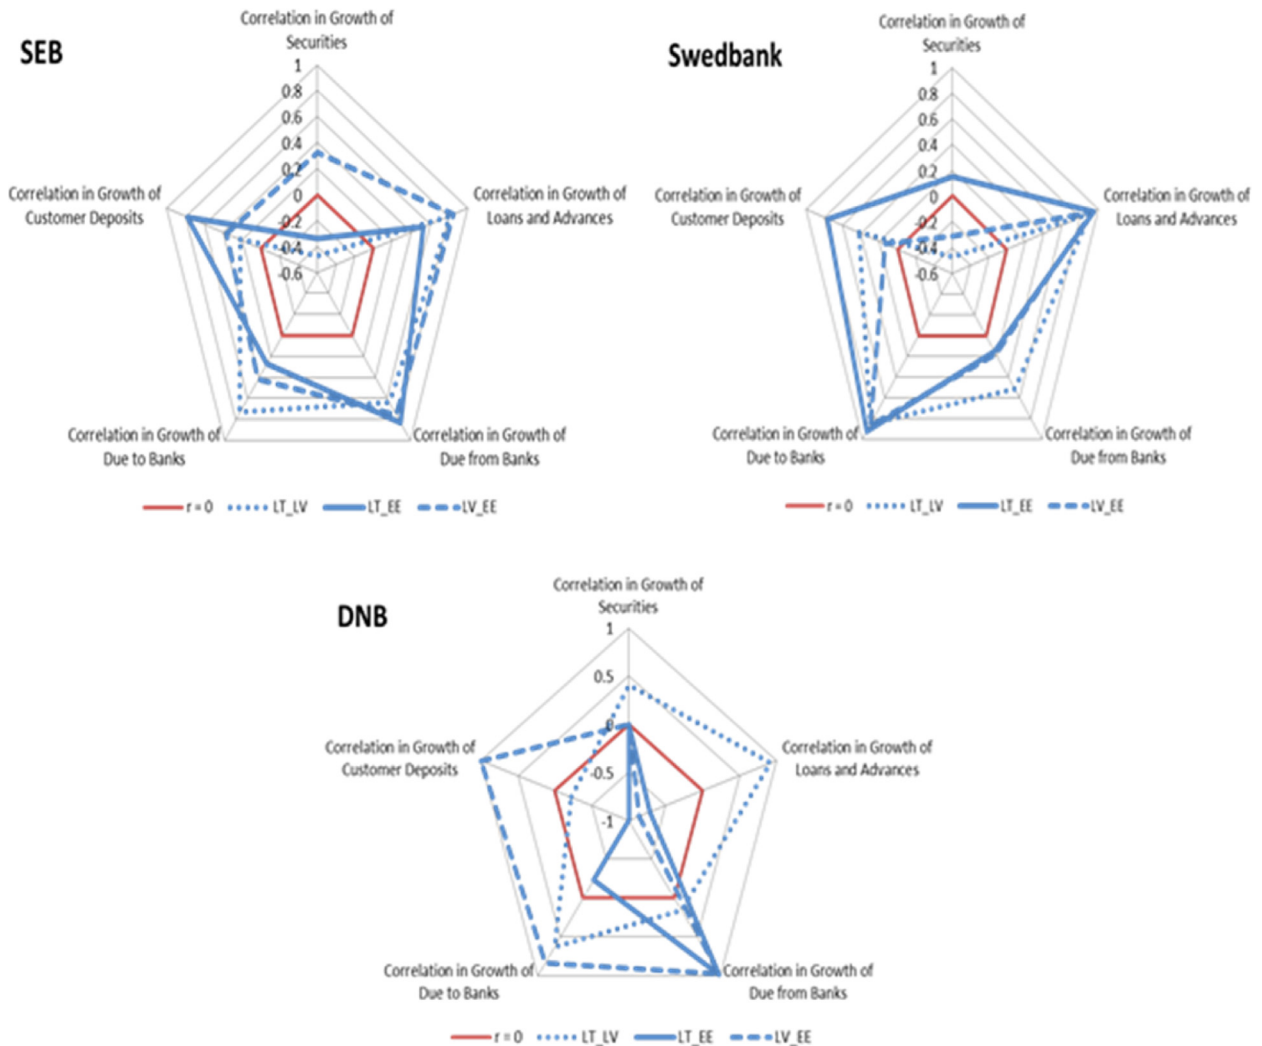 SEB
Correlation in Growth of
Securities
1
0.8
0.6
0.4
0.2
0
-0.2
-0.4
-0.6
Correlation in Growth of
Loans and Advances
Correlation in Growth of
Due from Banks
Correlation in Growth of
Due to Banks
Correlation in Growth of
Customer Deposits
r = 0 LT_LV LT_EE LV_EE
Swedbank
Correlation in Growth of
Securities
1
0.8
0.6
0.4
0.2
0
-0.2
-0.4
-0.6
Correlation in Growth of
Loans and Advances
Correlation in Growth of
Due from Banks
Correlation in Growth of
Due to Banks
Correlation in Growth of
Customer Deposits
r = 0 LT_LV LT_EE LV_EE
DNB
Correlation in Growth of
Securities
1
0.5
0
-0.5
-1
Correlation in Growth of
Loans and Advances
Correlation in Growth of
Due from Banks
Correlation in Growth of
Due to Banks
Correlation in Growth of
Customer Deposits
r = 0 LT_LV LT_EE LV_EE